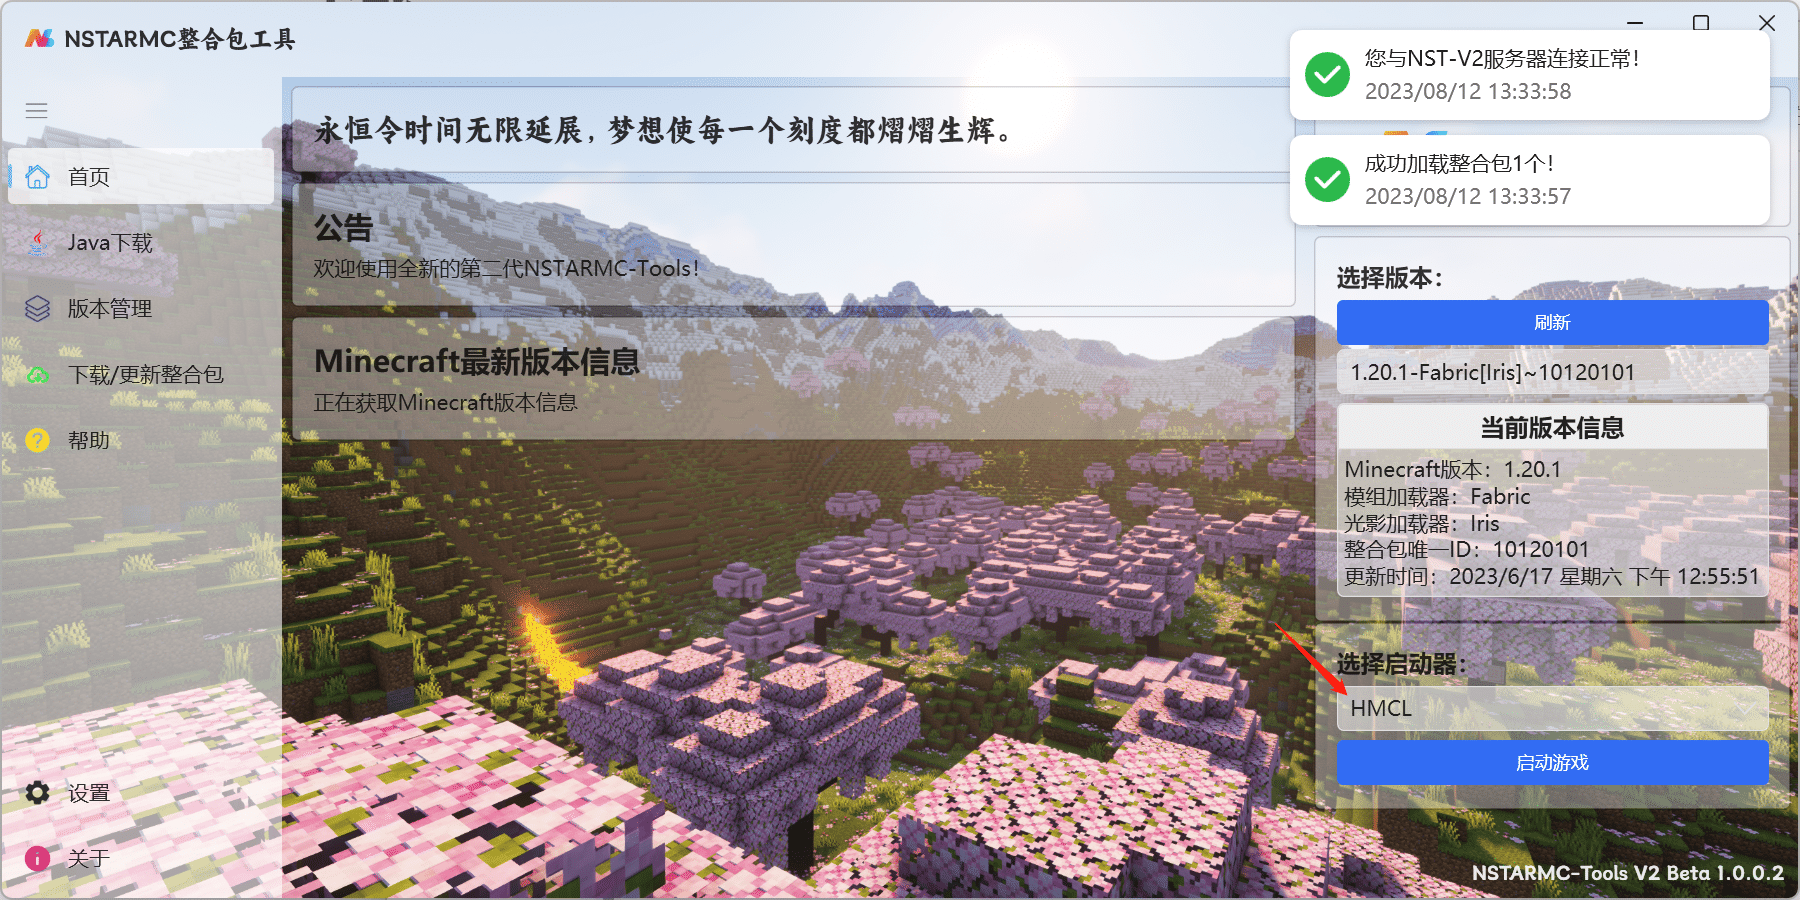 NSTARMC整合包工具
您与NST-V2服务器连接正常!
2023/08/12 13:33:58
成功加载整合包1个!
2023/08/12 13:33:57
首页
Java下载
版本管理
下载/更新整合包
帮助
设置
关于
永恒令时间无限延展,梦想使每一个刻度都熠熠生辉。
公告
欢迎使用全新的第二代NSTARMC-Tools!
Minecraft最新版本信息
正在获取Minecraft版本信息
选择版本:
刷新
1.20.1-Fabric[Iris]~10120101
当前版本信息
Minecraft版本: 1.20.1
模组加载器: Fabric
光影加载器: Iris
整合包唯一ID: 10120101
更新时间: 2023/6/17 星期六 下午 12:55:51
选择启动器:
HMCL
启动游戏
NSTARMC-Tools V2 Beta 1.0.0.2